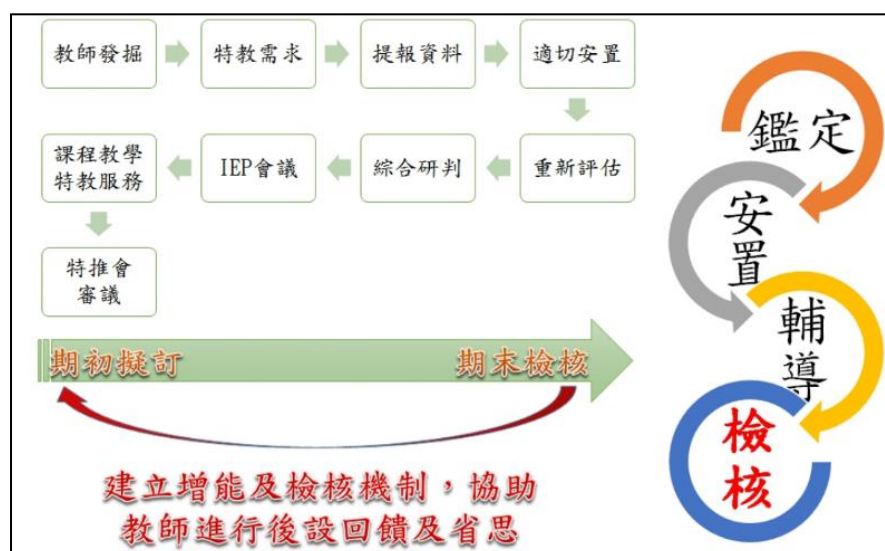 教師發掘
特教需求
提報資料
適切安置
重新評估
綜合研判
IEP會議
課程教學
特教服務
特推會
審議
期初擬訂
期末檢核
建立增能及檢核機制，協助
教師進行後設回饋及省思
鑑定
安置
輔導
檢核